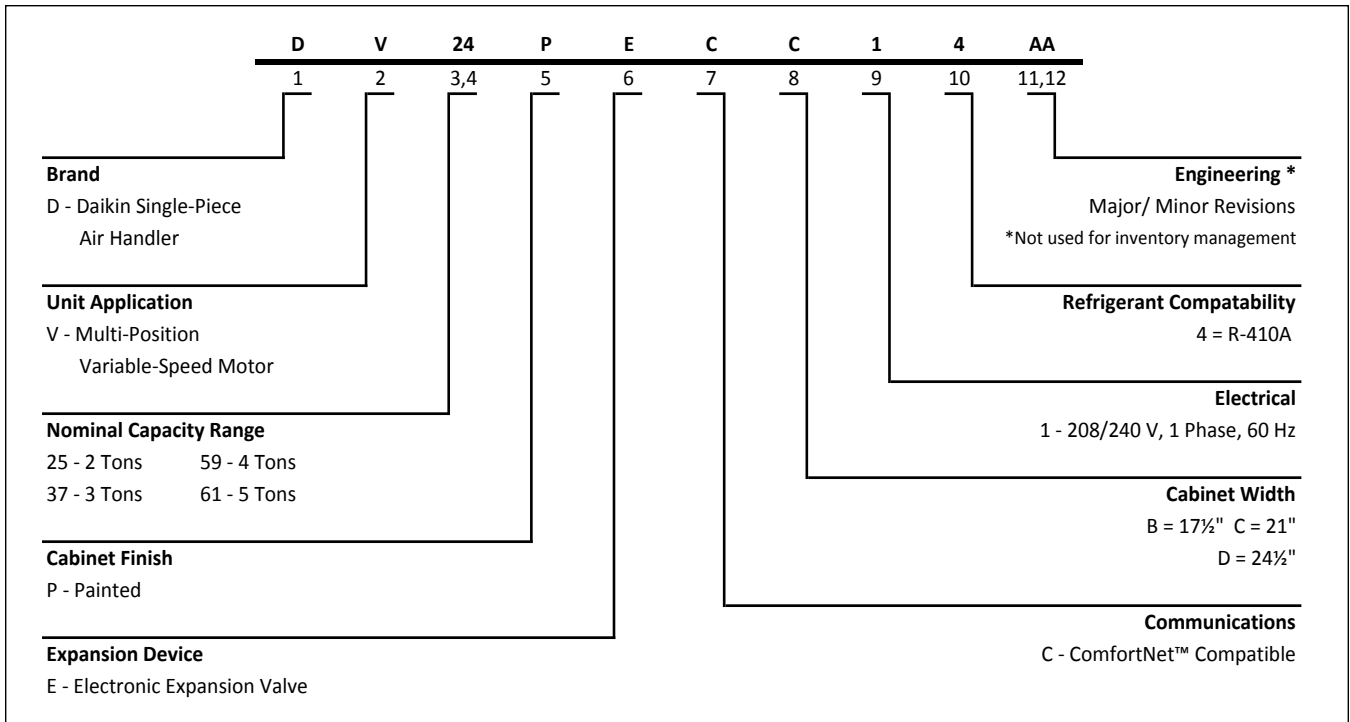 D V 24 P E C C 1 4 AA
1 2 3,4 5 6 7 8 9 10 11,12
Brand
D - Daikin Single-Piece
Air Handler
Unit Application
V - Multi-Position
Variable-Speed Motor
Nominal Capacity Range
25 - 2 Tons 59 - 4 Tons
37 - 3 Tons 61 - 5 Tons
Cabinet Finish
P - Painted
Expansion Device
E - Electronic Expansion Valve
Engineering *
Major/ Minor Revisions
*Not used for inventory management
Refrigerant Compatability
4 = R-410A
Electrical
1 - 208/240 V, 1 Phase, 60 Hz
Cabinet Width
B = 17½" C = 21"
D = 24½"
Communications
C - ComfortNet™ Compatible